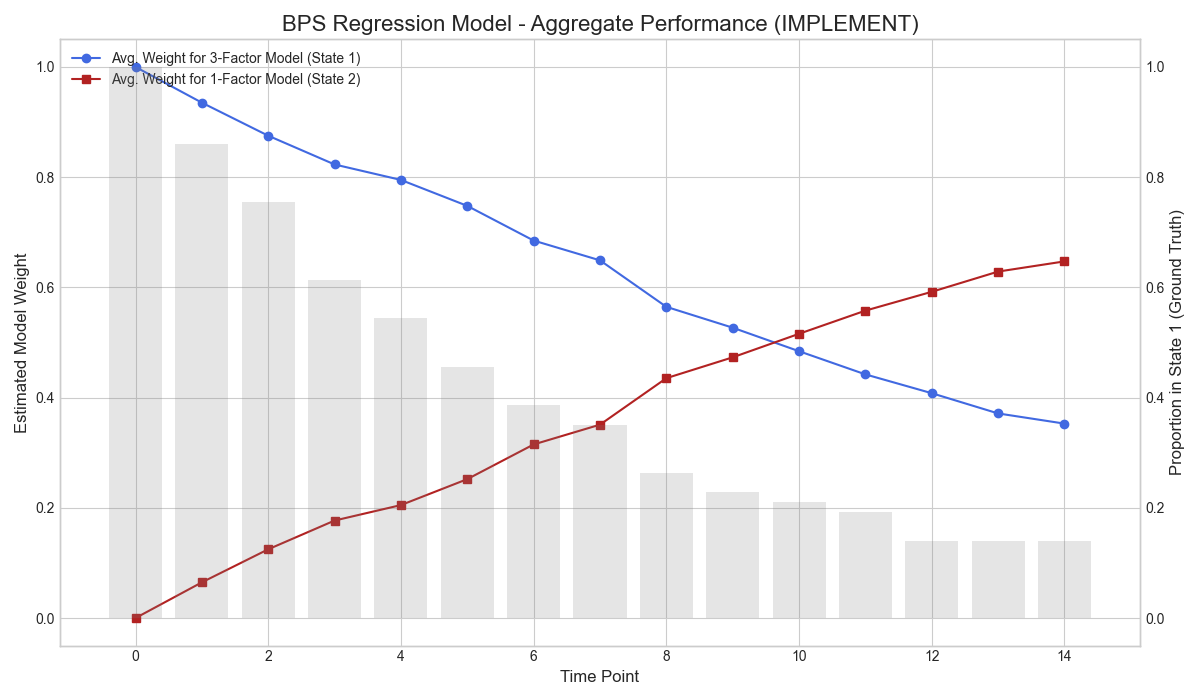 BPS Regression Model - Aggregate Performance (IMPLEMENT)
Avg. Weight for 3-Factor Model (State 1)
Avg. Weight for 1-Factor Model (State 2)
Estimated Model Weight
1.0
0.8
0.6
0.4
0.2
0.0
1.0
0.8
0.6
0.4
0.2
0.0
Proportion in State 1 (Ground Truth)
0 2 4 6 8 10 12 14
Time Point